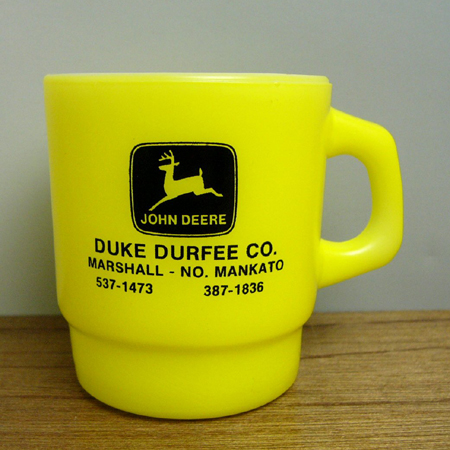 JOHN DEERE
DUKE DURFEE CO.
MARSHALL - NO. MANKATO
537-1473 387-1836